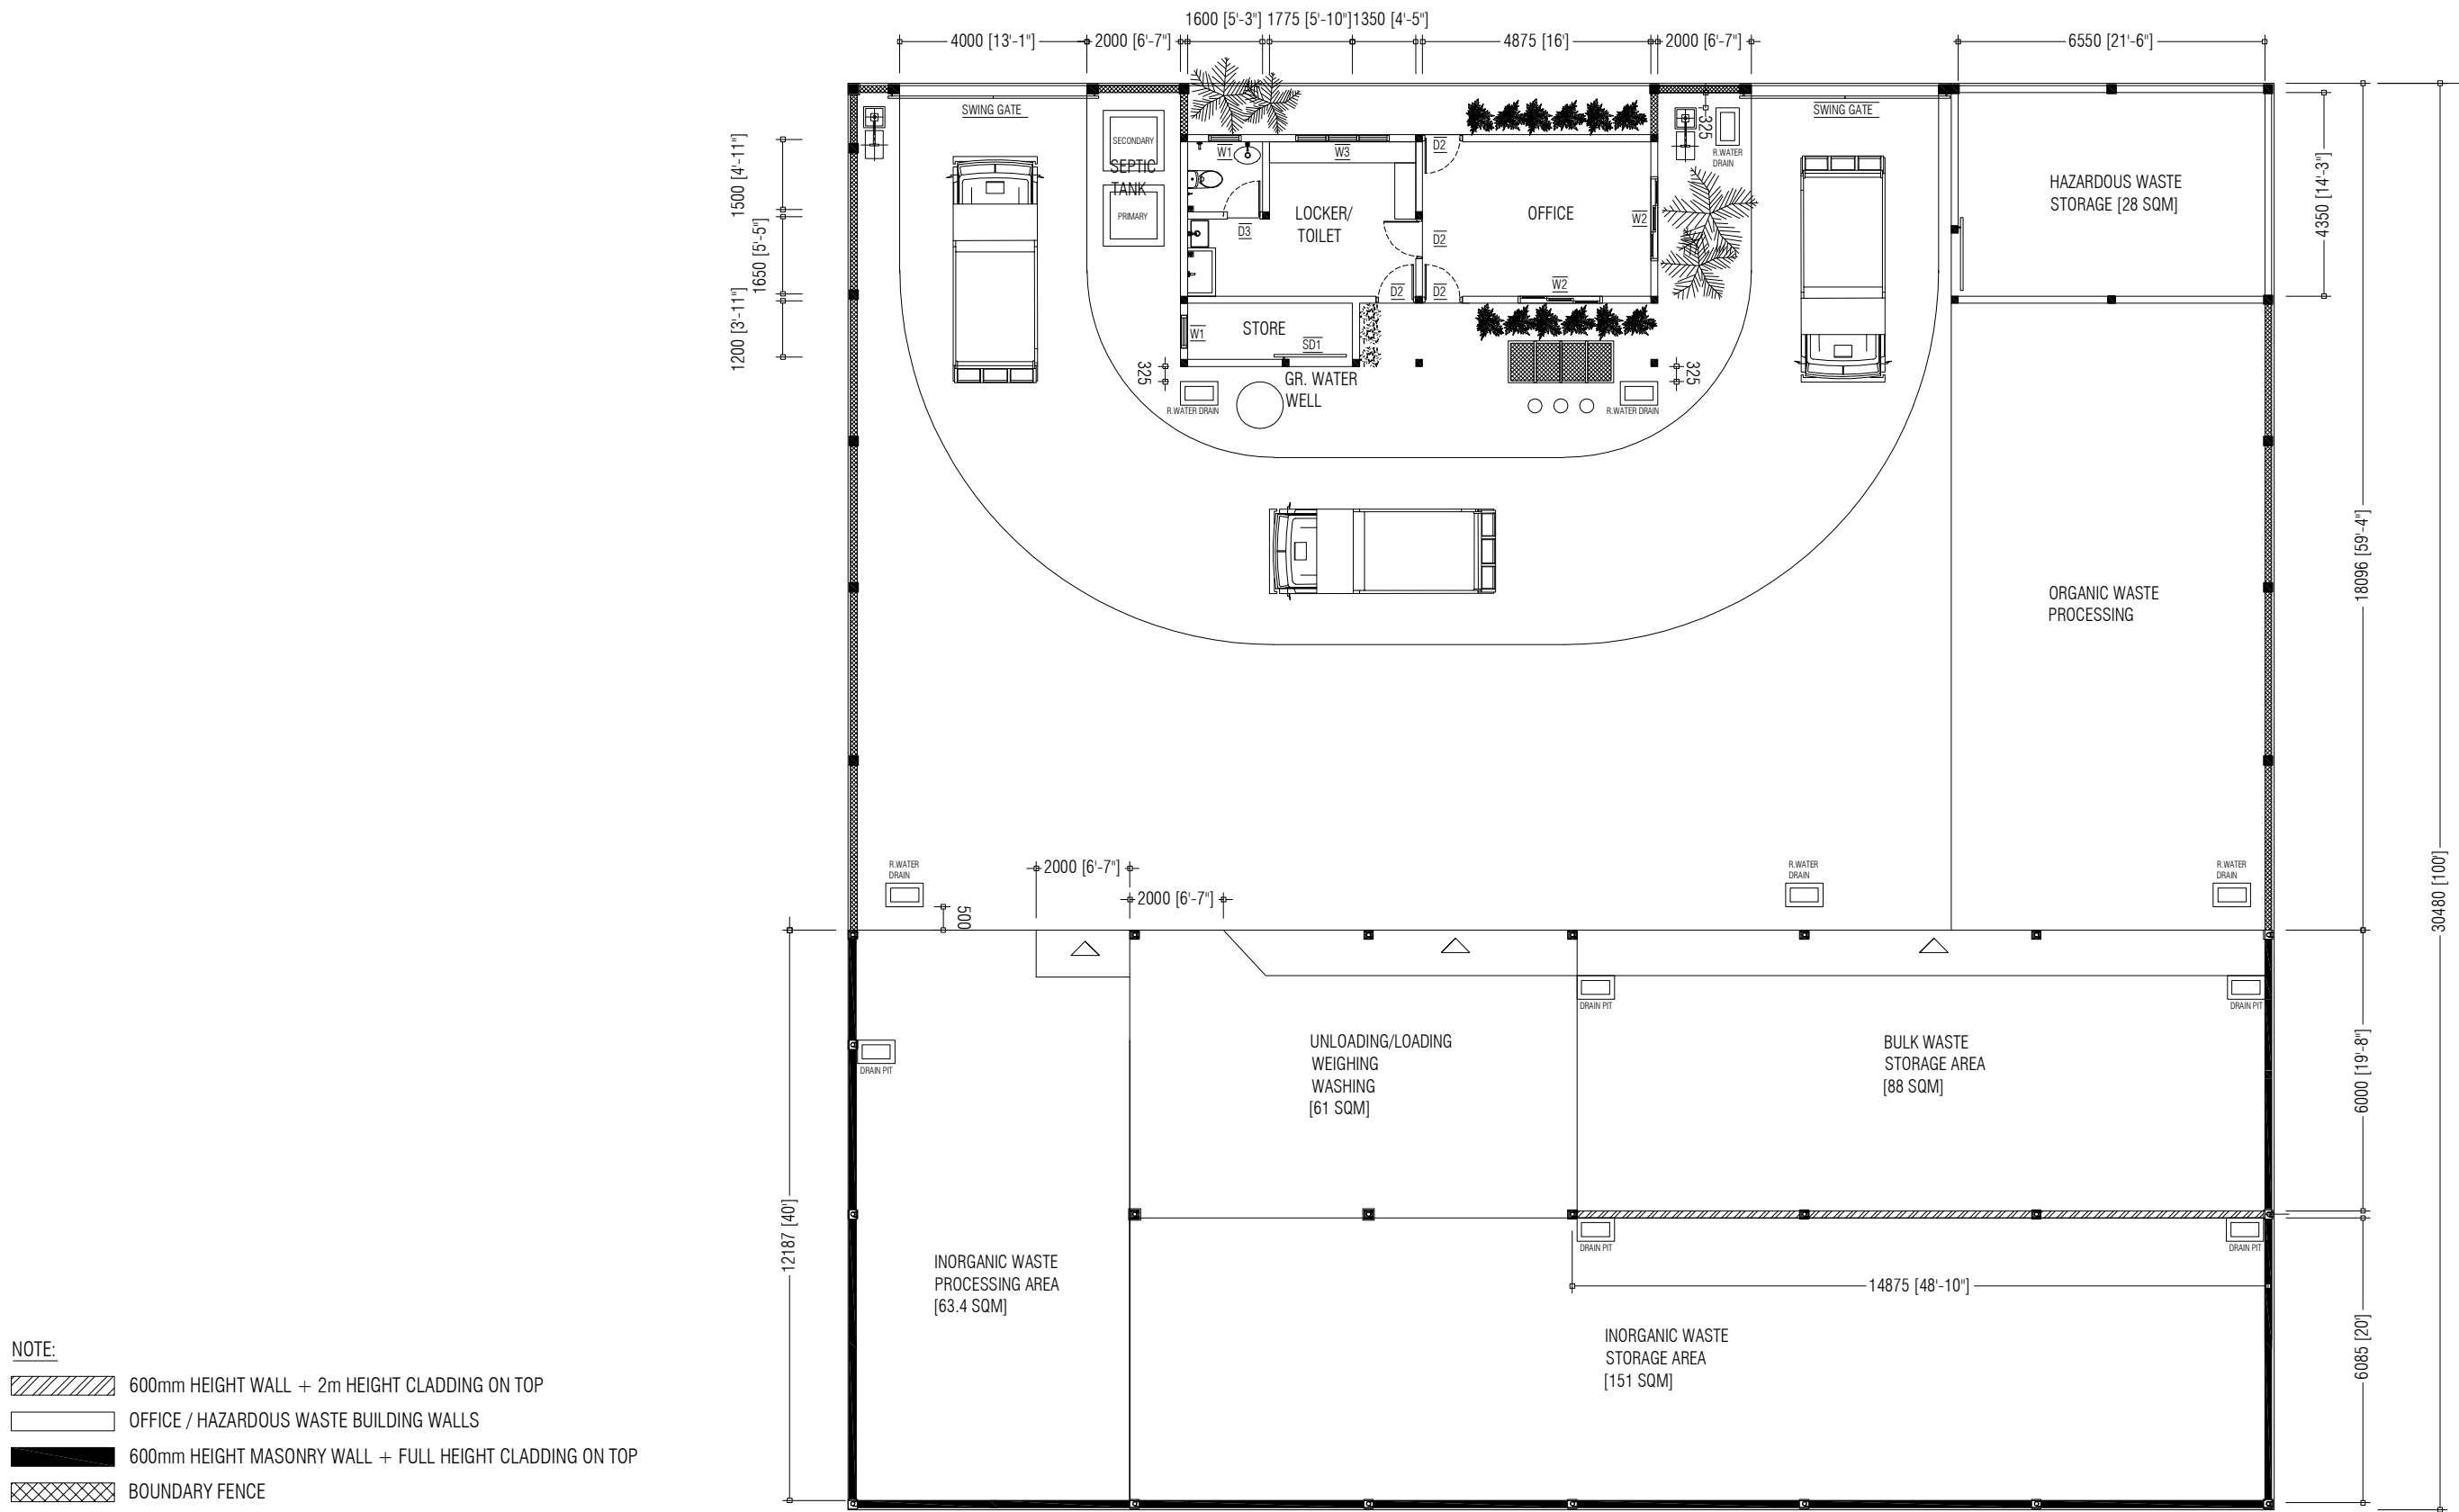 1600 [5'-3"] 1775 [5'-10"] 1350 [4'-5"]
4000 [13'-1"] 2000 [6'-7"] 4875 [16'] 2000 [6'-7"] 6550 [21'-6"]
SWING GATE
SWING GATE
SECONDARY
SEPTIC
TANK
PRIMARY
W1
W3
D2
325
R.WATER
DRAIN
1500 [4'-11"]
1650 [5'-5"]
1200 [3'-11"]
LOCKER/
TOILET
D3
D2
OFFICE
W2
HAZARDOUS WASTE
STORAGE [28 SQM]
4350 [14'-3"]
D2
D2
W2
STORE
W1
SD1
325
GR. WATER
WELL
R.WATER DRAIN
R.WATER DRAIN
325
18096 [59'-4"]
ORGANIC WASTE
PROCESSING
30480 [100']
R.WATER
DRAIN
2000 [6'-7"]
2000 [6'-7"]
500
R.WATER
DRAIN
R.WATER
DRAIN
DRAIN PIT
DRAIN PIT
DRAIN PIT
UNLOADING/LOADING
WEIGHING
WASHING
[61 SQM]
BULK WASTE
STORAGE AREA
[88 SQM]
6000 [19'-8"]
12187 [40']
DRAIN PIT
DRAIN PIT
INORGANIC WASTE
PROCESSING AREA
[63.4 SQM]
14875 [48'-10"]
INORGANIC WASTE
STORAGE AREA
[151 SQM]
6085 [20']
NOTE:
600mm HEIGHT WALL + 2m HEIGHT CLADDING ON TOP
OFFICE / HAZARDOUS WASTE BUILDING WALLS
600mm HEIGHT MASONRY WALL + FULL HEIGHT CLADDING ON TOP
BOUNDARY FENCE